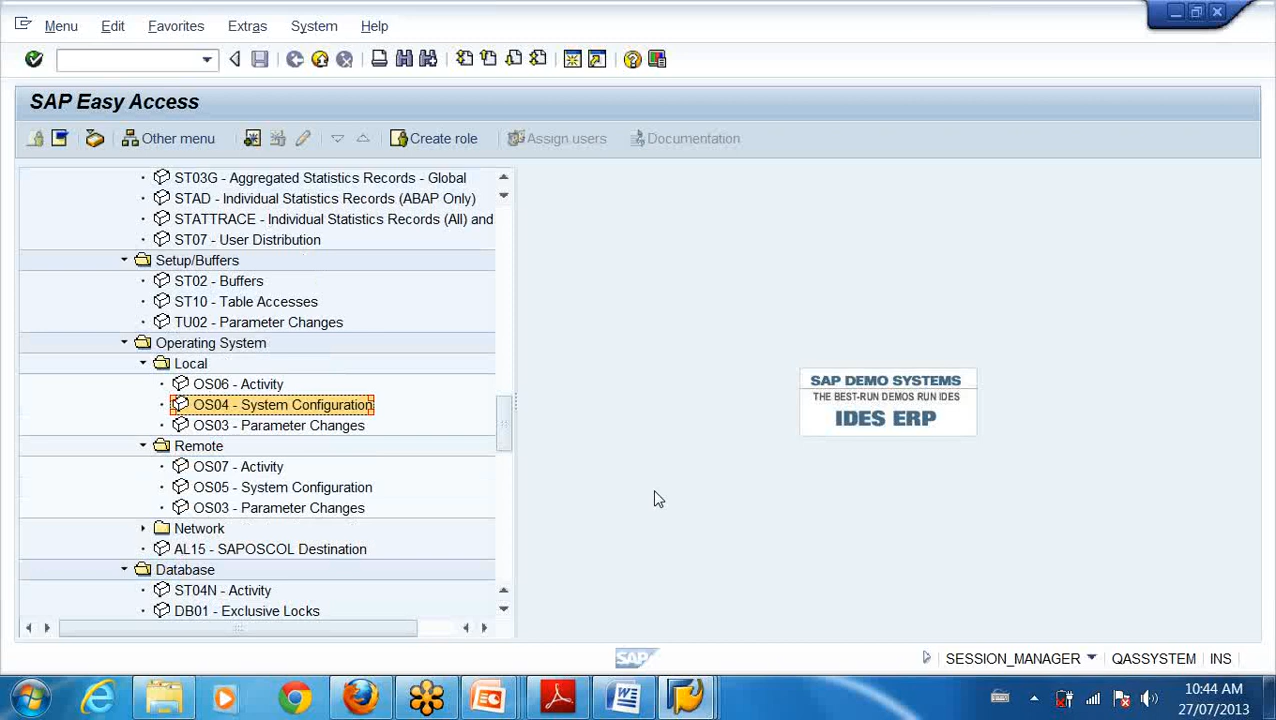 Menu Edit Favorites Extras System Help
SAP Easy Access
Other menu Create role Assign users Documentation
ST03G - Aggregated Statistics Records - Global
STAD - Individual Statistics Records (ABAP Only)
STATTRACE - Individual Statistics Records (All) and
ST07 - User Distribution
Setup/Buffers
ST02 - Buffers
ST10 - Table Accesses
TU02 - Parameter Changes
Operating System
Local
OS06 - Activity
OS04 - System Configuration
OS03 - Parameter Changes
Remote
OS07 - Activity
OS05 - System Configuration
OS03 - Parameter Changes
Network
AL15 - SAPOSCOL Destination
Database
ST04N - Activity
DB01 - Exclusive Locks
SAP DEMO SYSTEMS
THE BEST-RUN DEMOS RUN IDES
IDES ERP
SAP
SESSION_MANAGER QASSYSTEM INS
10:44 AM
27/07/2013